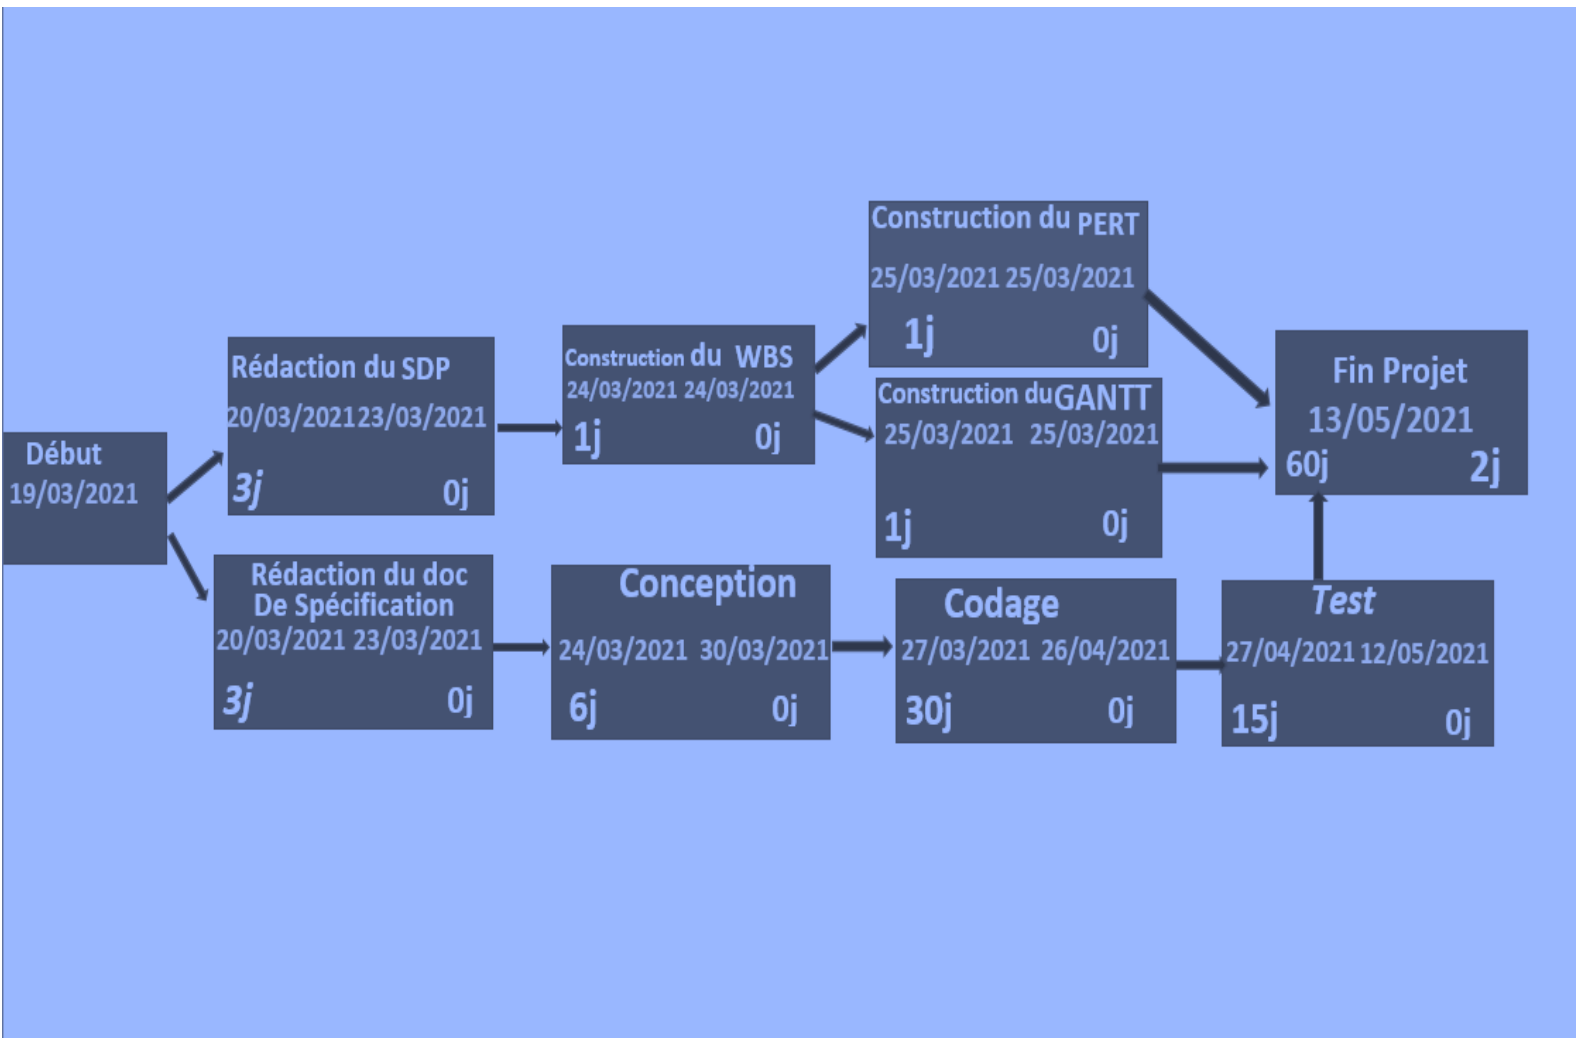 Début
19/03/2021
Rédaction du SDP
20/03/2021 23/03/2021
3j 0j
Construction du WBS
24/03/2021 24/03/2021
1j 0j
Construction du PERT
25/03/2021 25/03/2021
1j 0j
Construction du GANTT
25/03/2021 25/03/2021
1j 0j
Fin Projet
13/05/2021
60j 2j
Rédaction du doc
De Spécification
20/03/2021 23/03/2021
3j 0j
Conception
24/03/2021 30/03/2021
6j 0j
Codage
27/03/2021 26/04/2021
30j 0j
Test
27/04/2021 12/05/2021
15j 0j